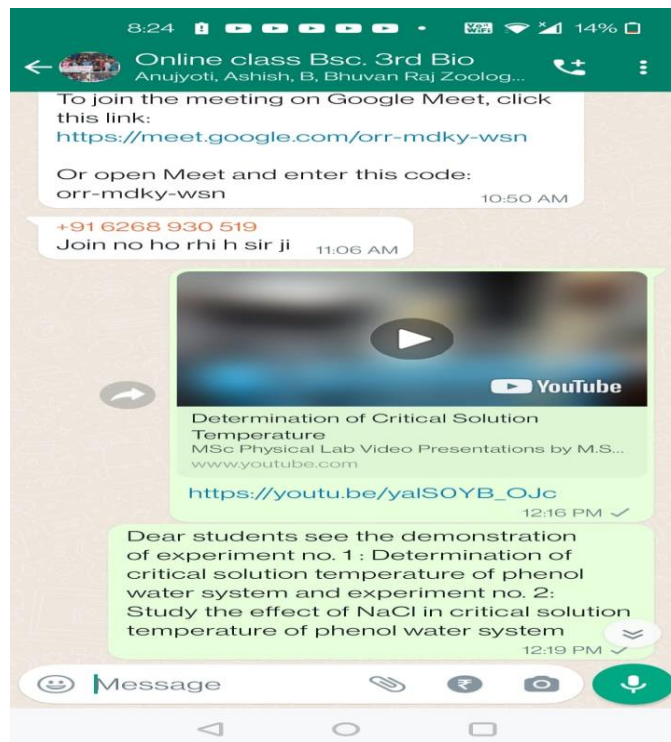 8:24
Vo))
WiFi
14%
Online class Bsc. 3rd Bio
Anujyoti, Ashish, B, Bhuvan Raj Zoolog...
To join the meeting on Google Meet, click
this link:
https://meet.google.com/orr-mdky-wsn
Or open Meet and enter this code:
orr-mdky-wsn
10:50 AM
+91 6268 930 519
Join no ho rhi h sir ji
11:06 AM
YouTube
Determination of Critical Solution
Temperature
MSc Physical Lab Video Presentations by M.S...
www.youtube.com
https://youtu.be/yalS0YB_OJc
12:16 PM
Dear students see the demonstration
of experiment no. 1 : Determination of
critical solution temperature of phenol
water system and experiment no. 2:
Study the effect of NaCl in critical solution
temperature of phenol water system
12:19 PM
Message